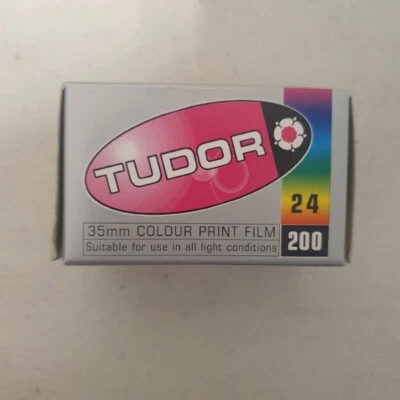 TUDOR
24
35mm COLOUR PRINT FILM
Suitable for use in all light conditions
200